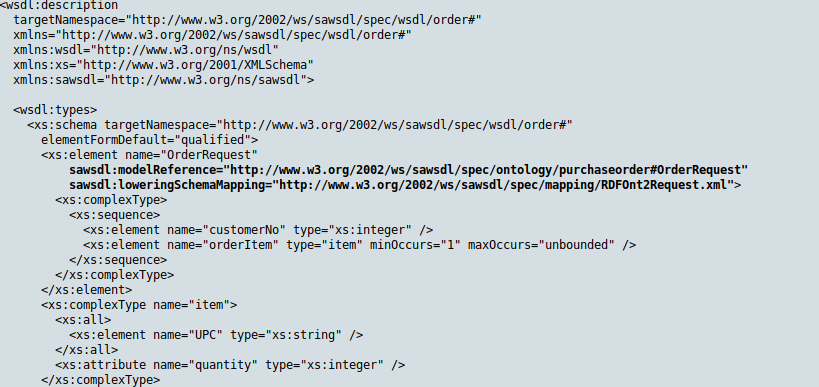 <wsdl:description
targetNamespace="http://www.w3.org/2002/ws/sawsdl/spec/wsdl/order#"
xmlns="http://www.w3.org/2002/ws/sawsdl/spec/wsdl/order#"
xmlns:wsdl="http://www.w3.org/ns/wsdl"
xmlns:xs="http://www.w3.org/2001/XMLSchema"
xmlns:sawsdl="http://www.w3.org/ns/sawsdl">
<wsdl:types>
<xs:schema targetNamespace="http://www.w3.org/2002/ws/sawsdl/spec/wsdl/order#"
elementFormDefault="qualified">
<xs:element name="OrderRequest"
sawsdl:modelReference="http://www.w3.org/2002/ws/sawsdl/spec/ontology/purchaseorder#OrderRequest"
sawsdl:loweringSchemaMapping="http://www.w3.org/2002/ws/sawsdl/spec/mapping/RDFOnt2Request.xml">
<xs:complexType>
<xs:sequence>
<xs:element name="customerNo" type="xs:integer" />
<xs:element name="orderItem" type="item" minOccurs="1" maxOccurs="unbounded" />
</xs:sequence>
</xs:complexType>
</xs:element>
<xs:complexType name="item">
<xs:all>
<xs:element name="UPC" type="xs:string" />
</xs:all>
<xs:attribute name="quantity" type="xs:integer" />
</xs:complexType>